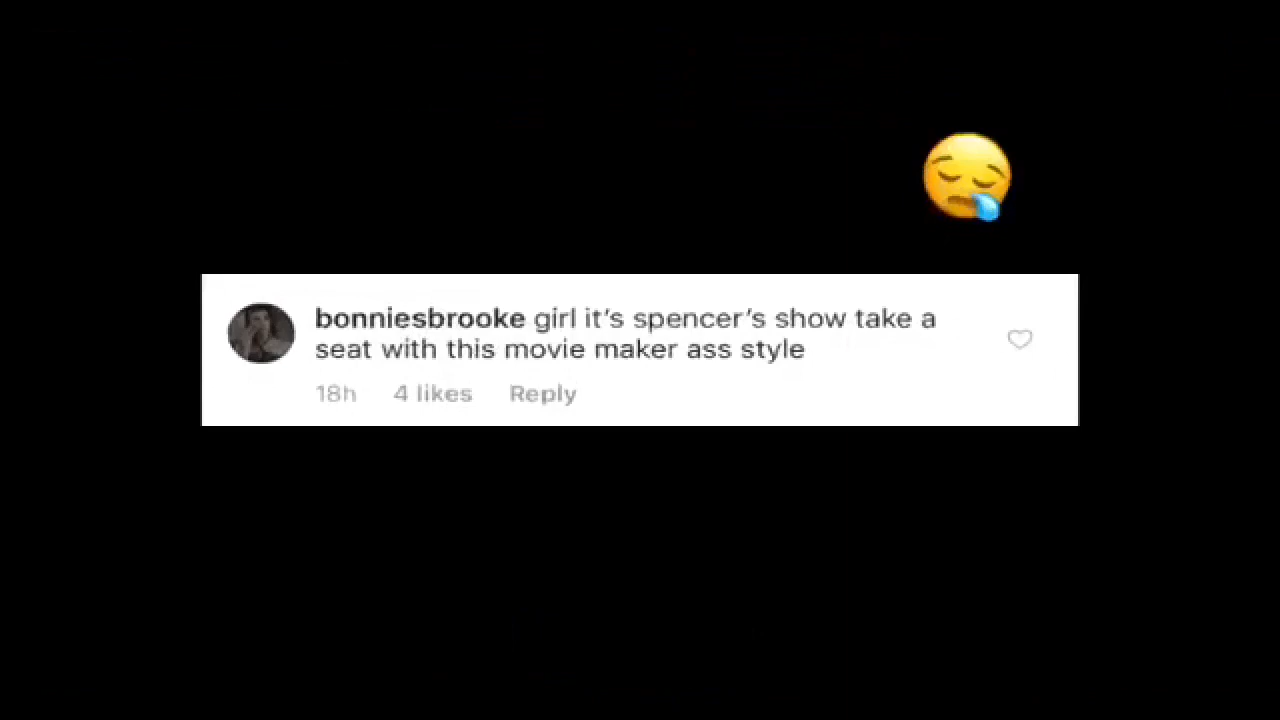 bonniesbrooke girl it’s spencer’s show take a
seat with this movie maker ass style
18h 4 likes Reply